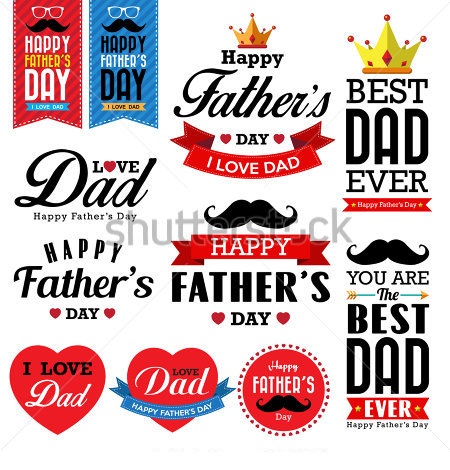 HAPPY
FATHER'S
DAY
I LOVE DAD
HAPPY
FATHER'S
DAY
I LOVE DAD
Happy
Father's
DAY
I LOVE DAD
BEST
DAD
EVER
Happy Father's Day
LOVE
Dad
Happy Father's Day
shutterstock
HAPPY
Father's
DAY
HAPPY
FATHER'S
DAY
YOU ARE
The
BEST
DAD
EVER
Happy Father's Day
I LOVE
Dad
LOVE
Dad
HAPPY FATHER'S DAY
Happy
FATHER'S
DAY